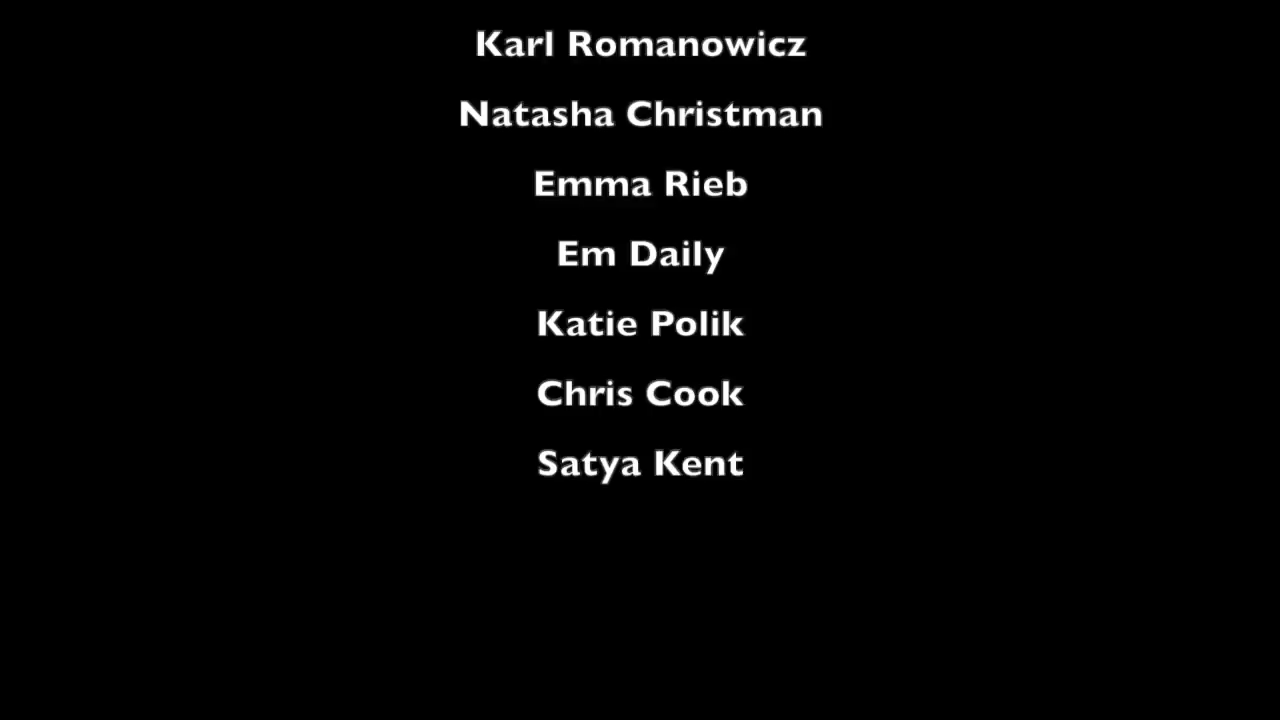 Karl Romanowicz
Natasha Christman
Emma Rieb
Em Daily
Katie Polik
Chris Cook
Satya Kent